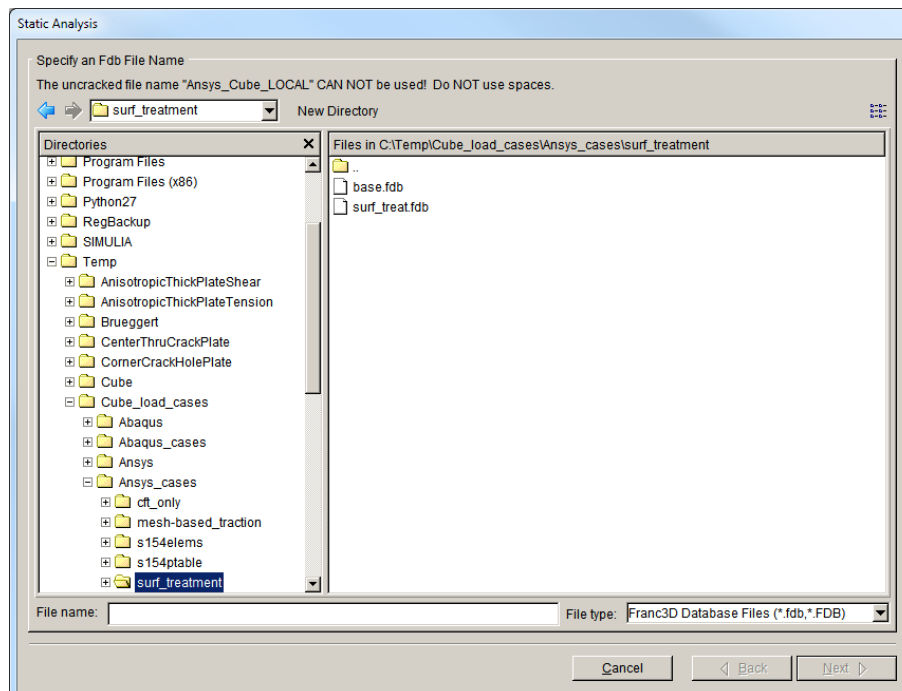 Static Analysis
Specify an Fdb File Name
The uncracked file name "Ansys_Cube_LOCAL" CAN NOT be used! Do NOT use spaces.
surf_treatment New Directory
Directories
Program Files
Program Files (x86)
Python27
RegBackup
SIMULIA
Temp
AnisotropicThickPlateShear
AnisotropicThickPlateTension
Brueggert
CenterThruCrackPlate
CornerCrackHolePlate
Cube
Cube_load_cases
Abaqus
Abaqus_cases
Ansys
Ansys_cases
cft_only
mesh-based_traction
s154elems
s154ptable
surf_treatment
Files in C:\Temp\Cube_load_cases\Ansys_cases\surf_treatment
..
base.fdb
surf_treat.fdb
File name: File type: Franc3D Database Files (*.fdb,*.FDB)
Cancel Back Next